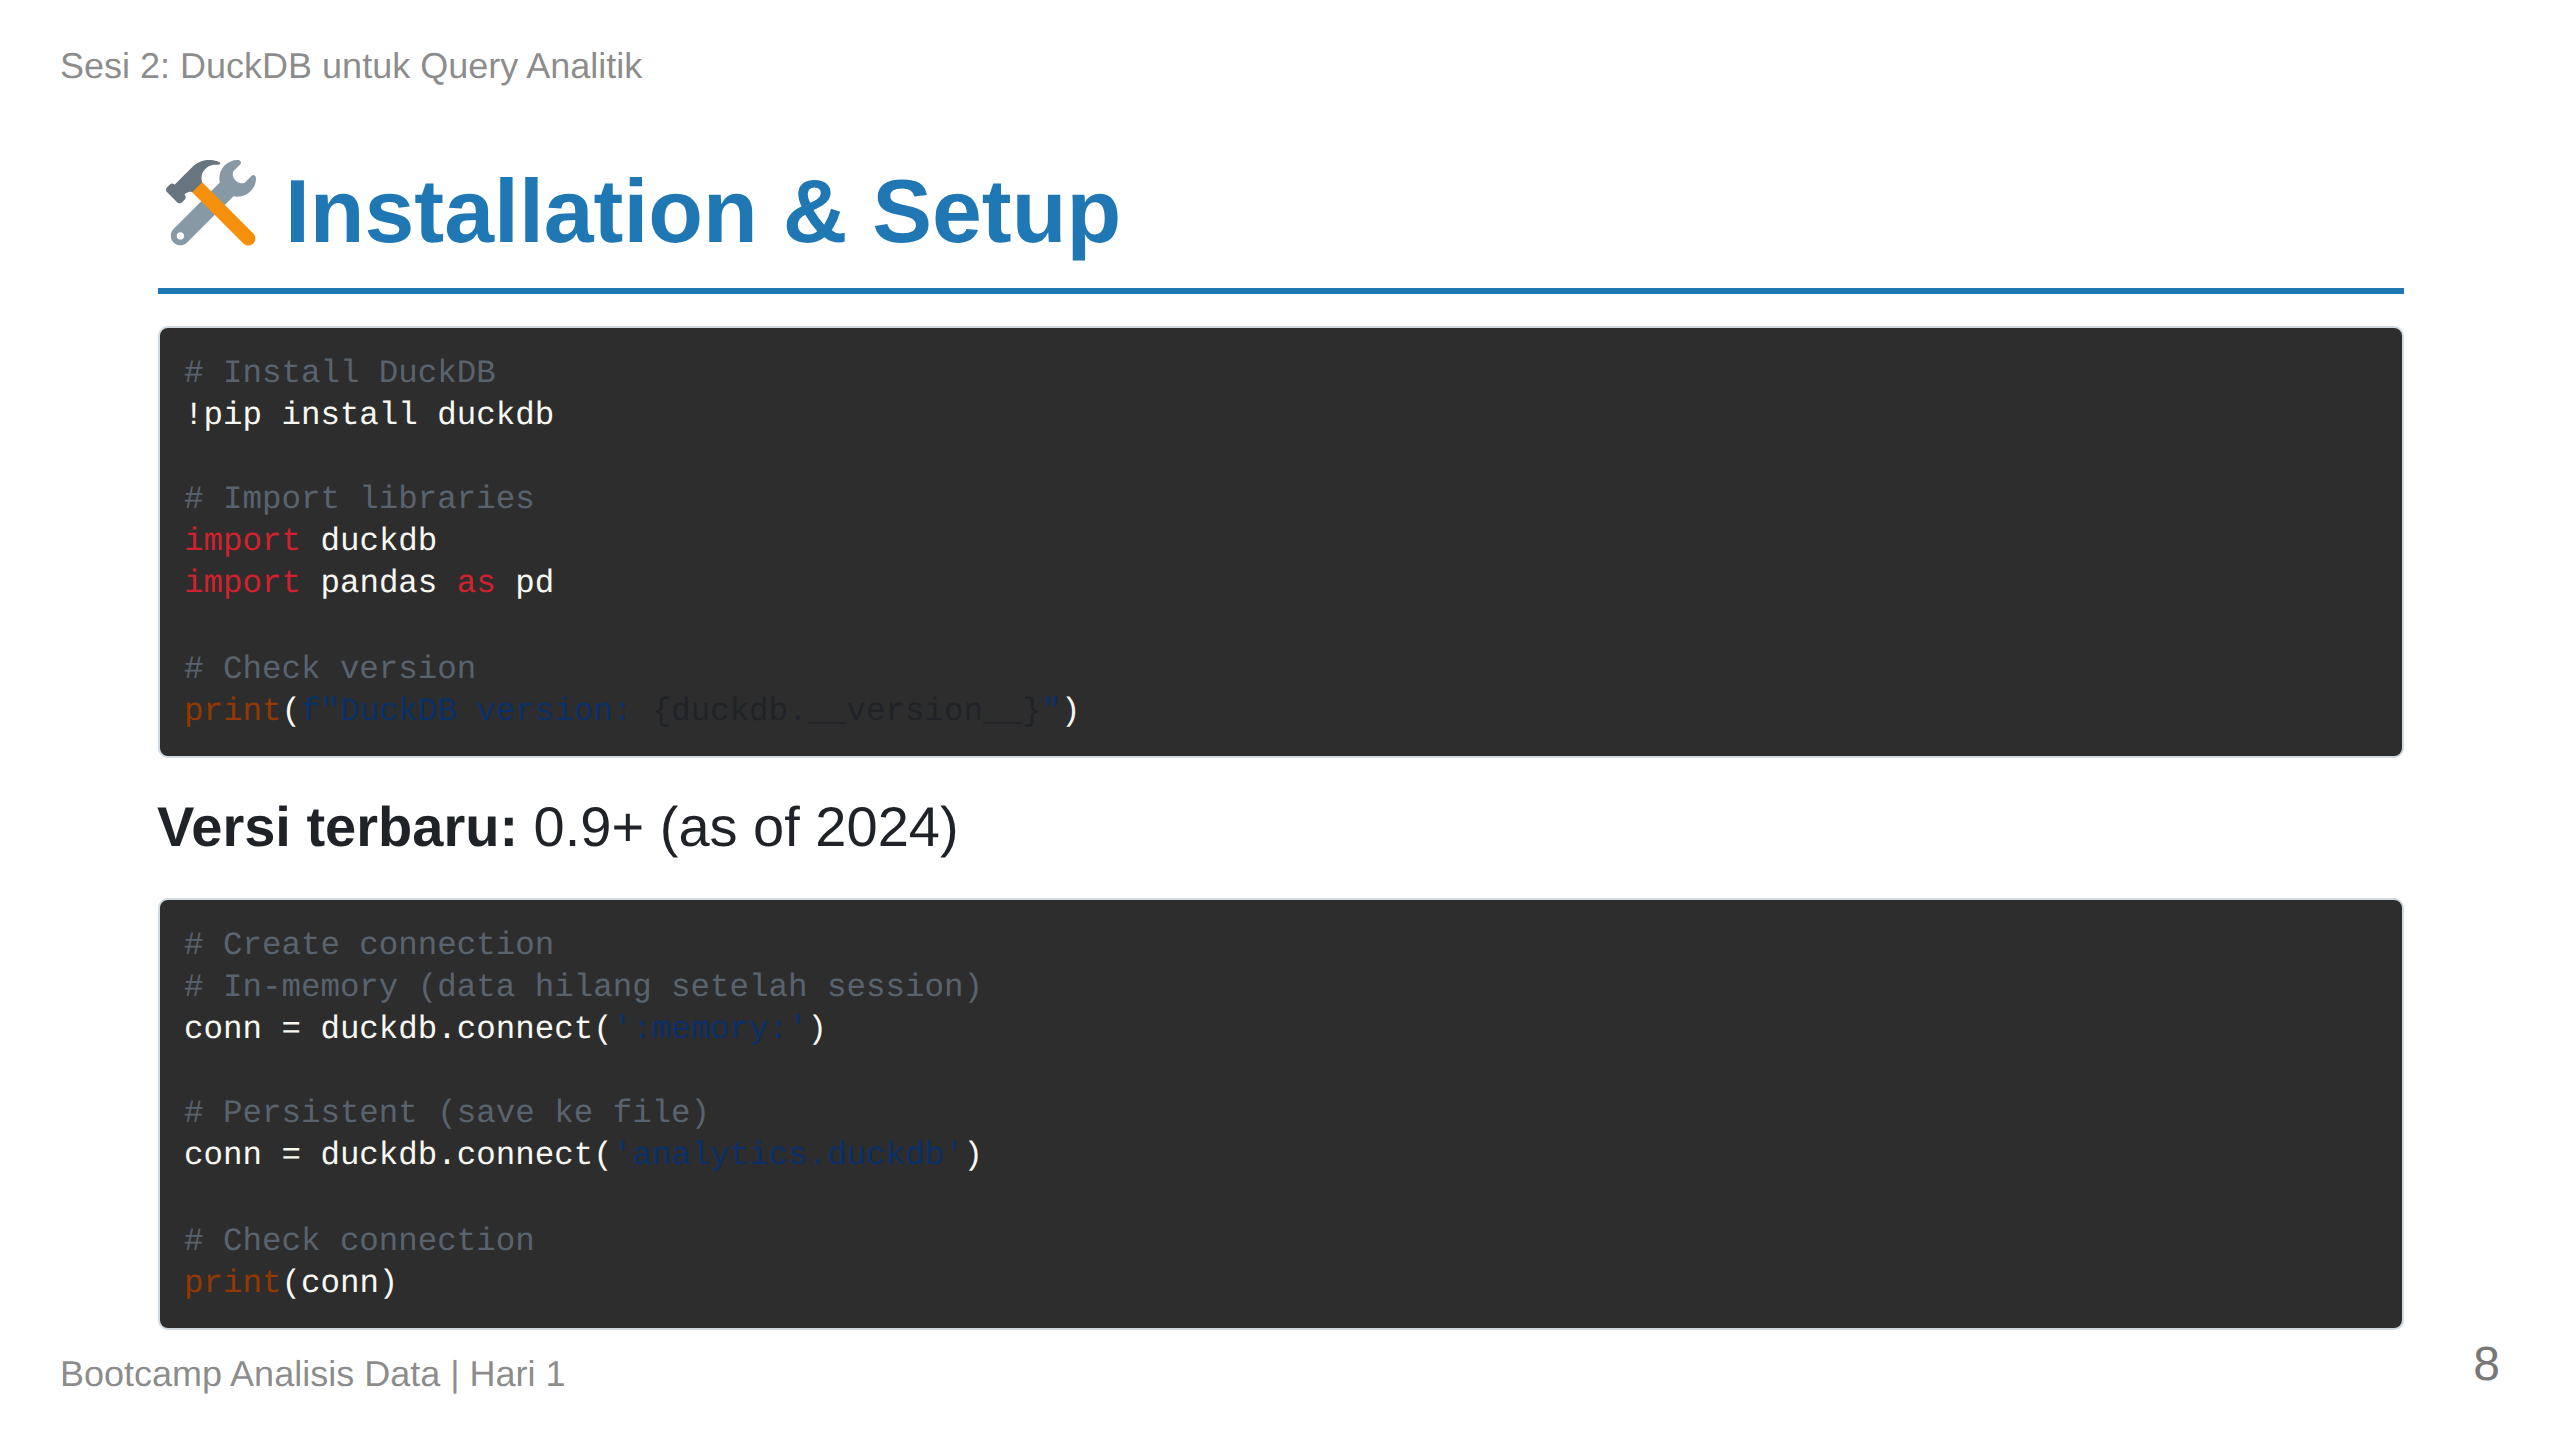 Sesi 2: DuckDB untuk Query Analitik
Installation & Setup
# Install DuckDB
!pip install duckdb
# Import libraries
import duckdb
import pandas as pd
# Check version
print(f"DuckDB version: {duckdb.__version__}")
Versi terbaru: 0.9+ (as of 2024)
# Create connection
# In-memory (data hilang setelah session)
conn = duckdb.connect(':memory:')
# Persistent (save ke file)
conn = duckdb.connect('analytics.duckdb')
# Check connection
print(conn)
Bootcamp Analisis Data | Hari 1
8